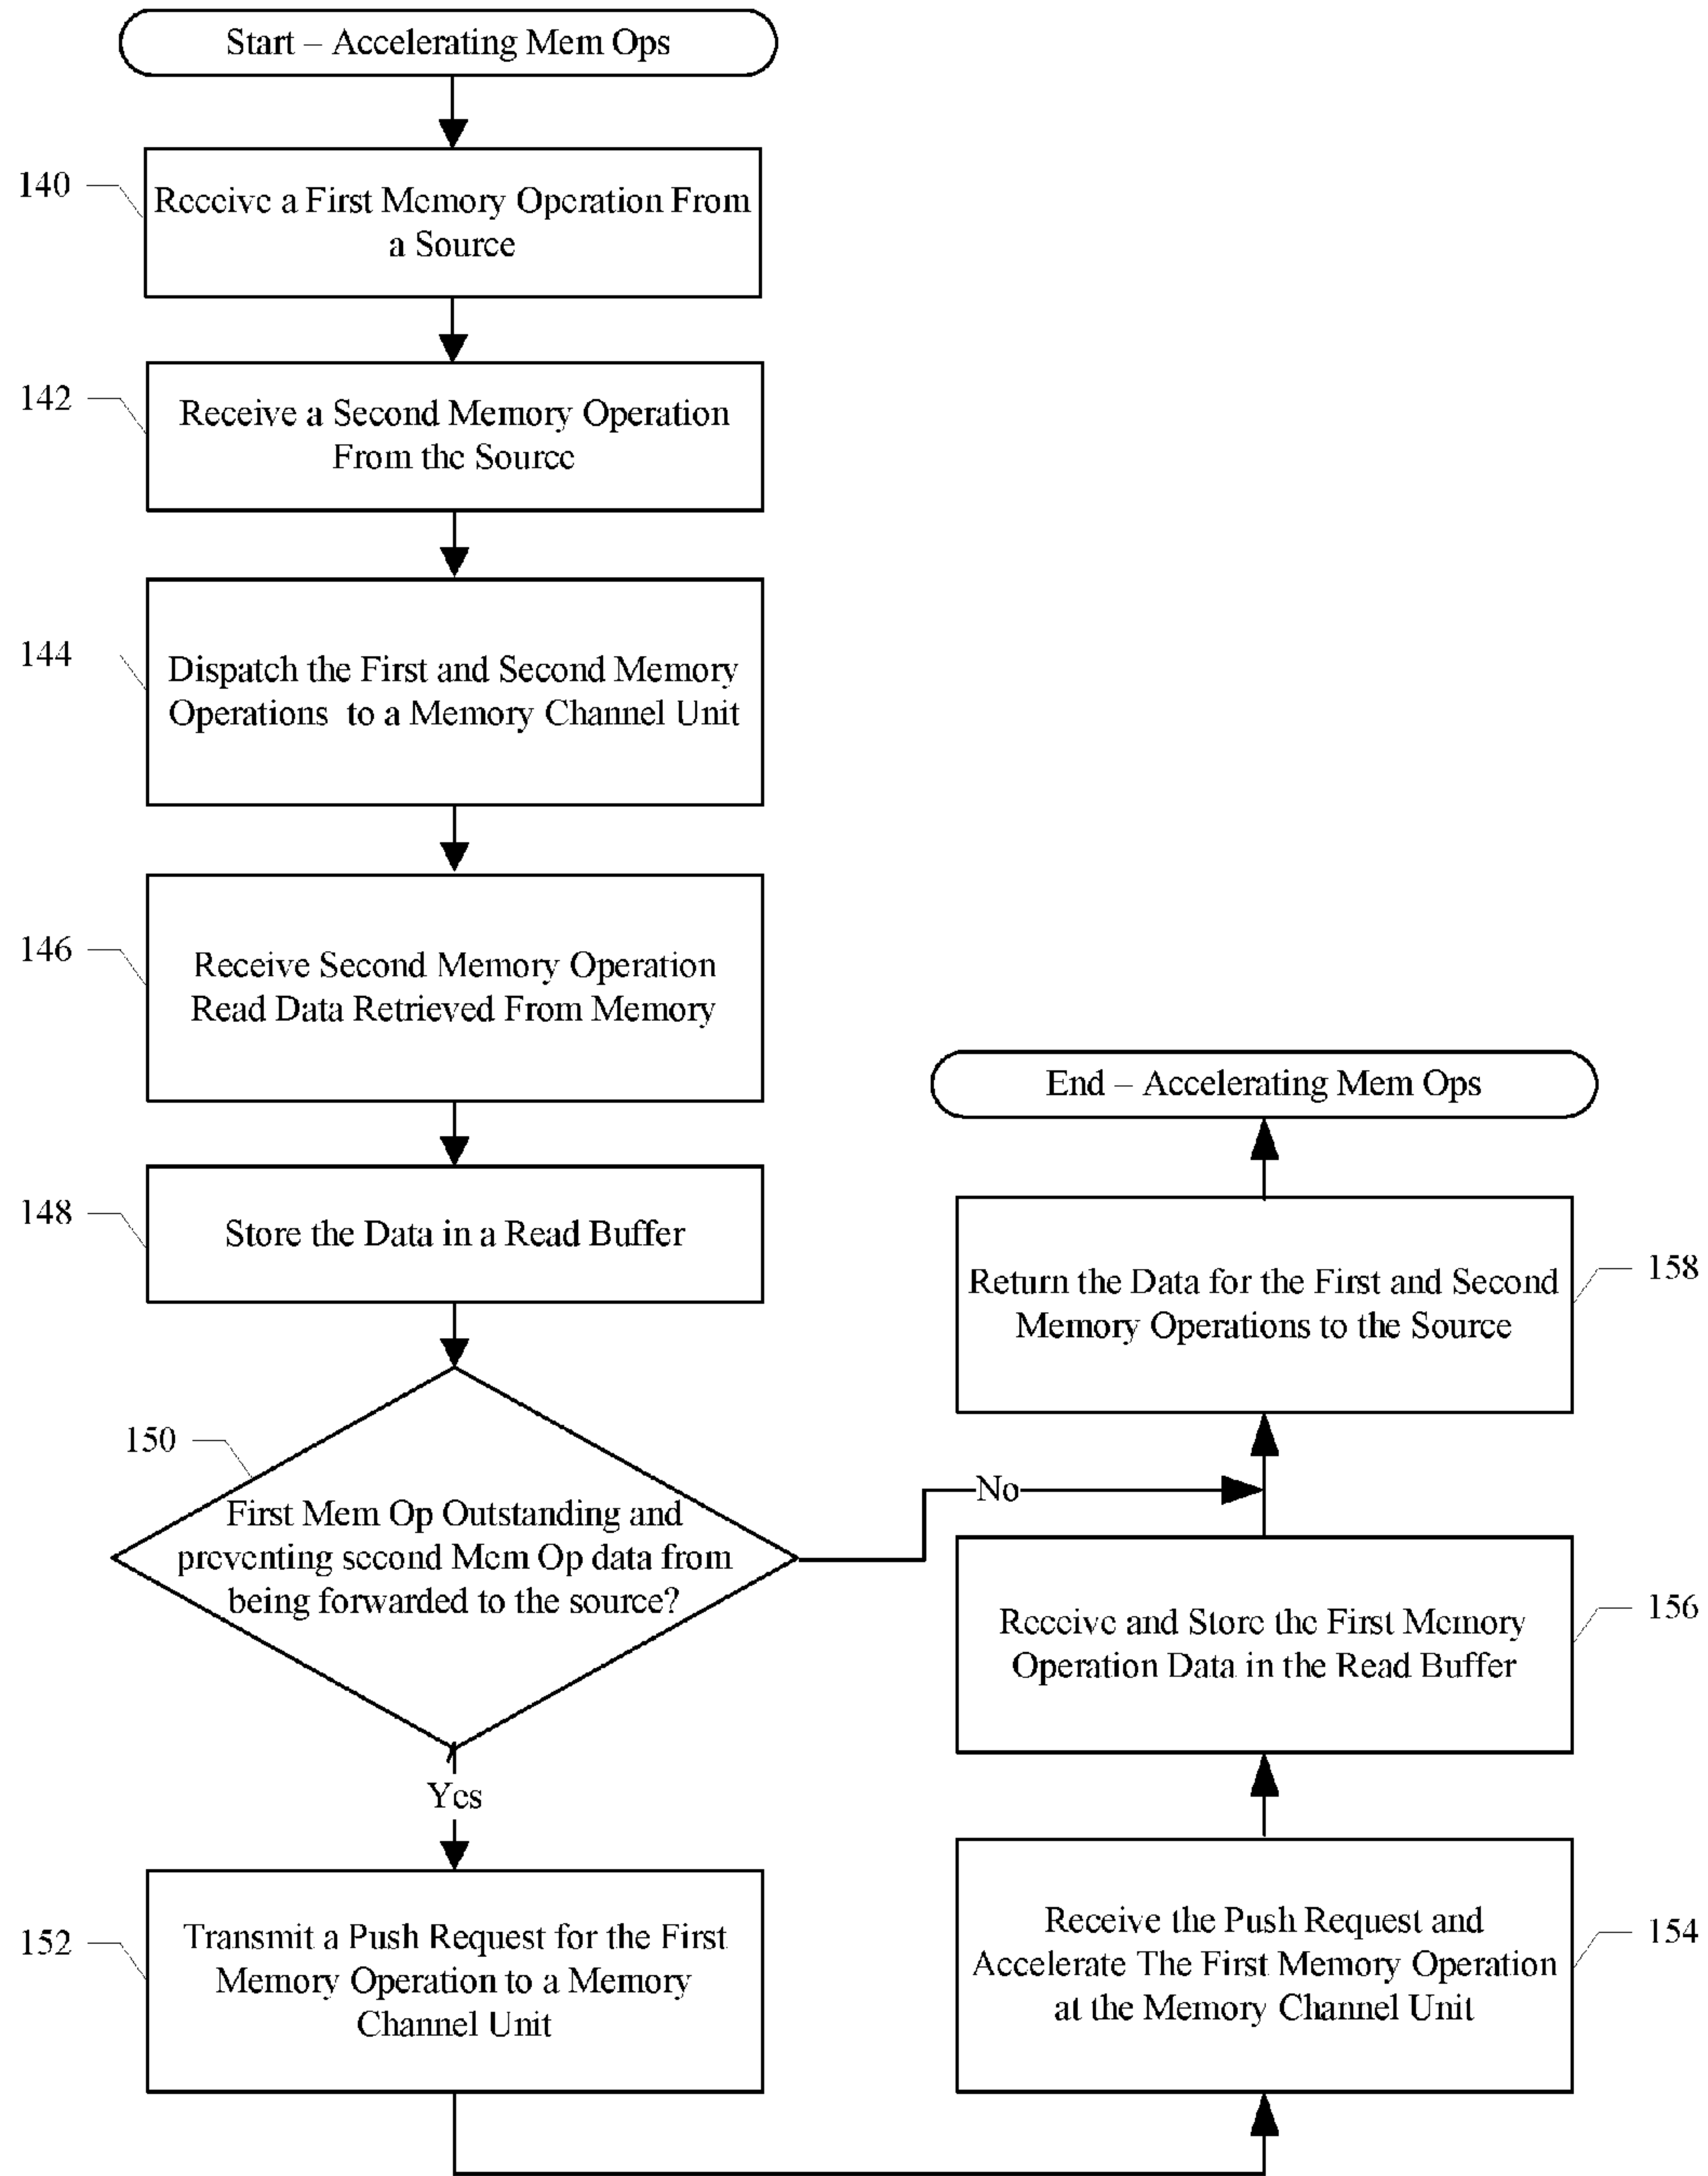 Start – Accelerating Mem Ops
140
Receive a First Memory Operation From
a Source
142
Receive a Second Memory Operation
From the Source
144
Dispatch the First and Second Memory
Operations to a Memory Channel Unit
146
Receive Second Memory Operation
Read Data Retrieved From Memory
148
Store the Data in a Read Buffer
150
First Mem Op Outstanding and
preventing second Mem Op data from
being forwarded to the source?
No
Yes
152
Transmit a Push Request for the First
Memory Operation to a Memory
Channel Unit
Receive the Push Request and
Accelerate The First Memory Operation
at the Memory Channel Unit
154
Receive and Store the First Memory
Operation Data in the Read Buffer
156
Return the Data for the First and Second
Memory Operations to the Source
158
End – Accelerating Mem Ops